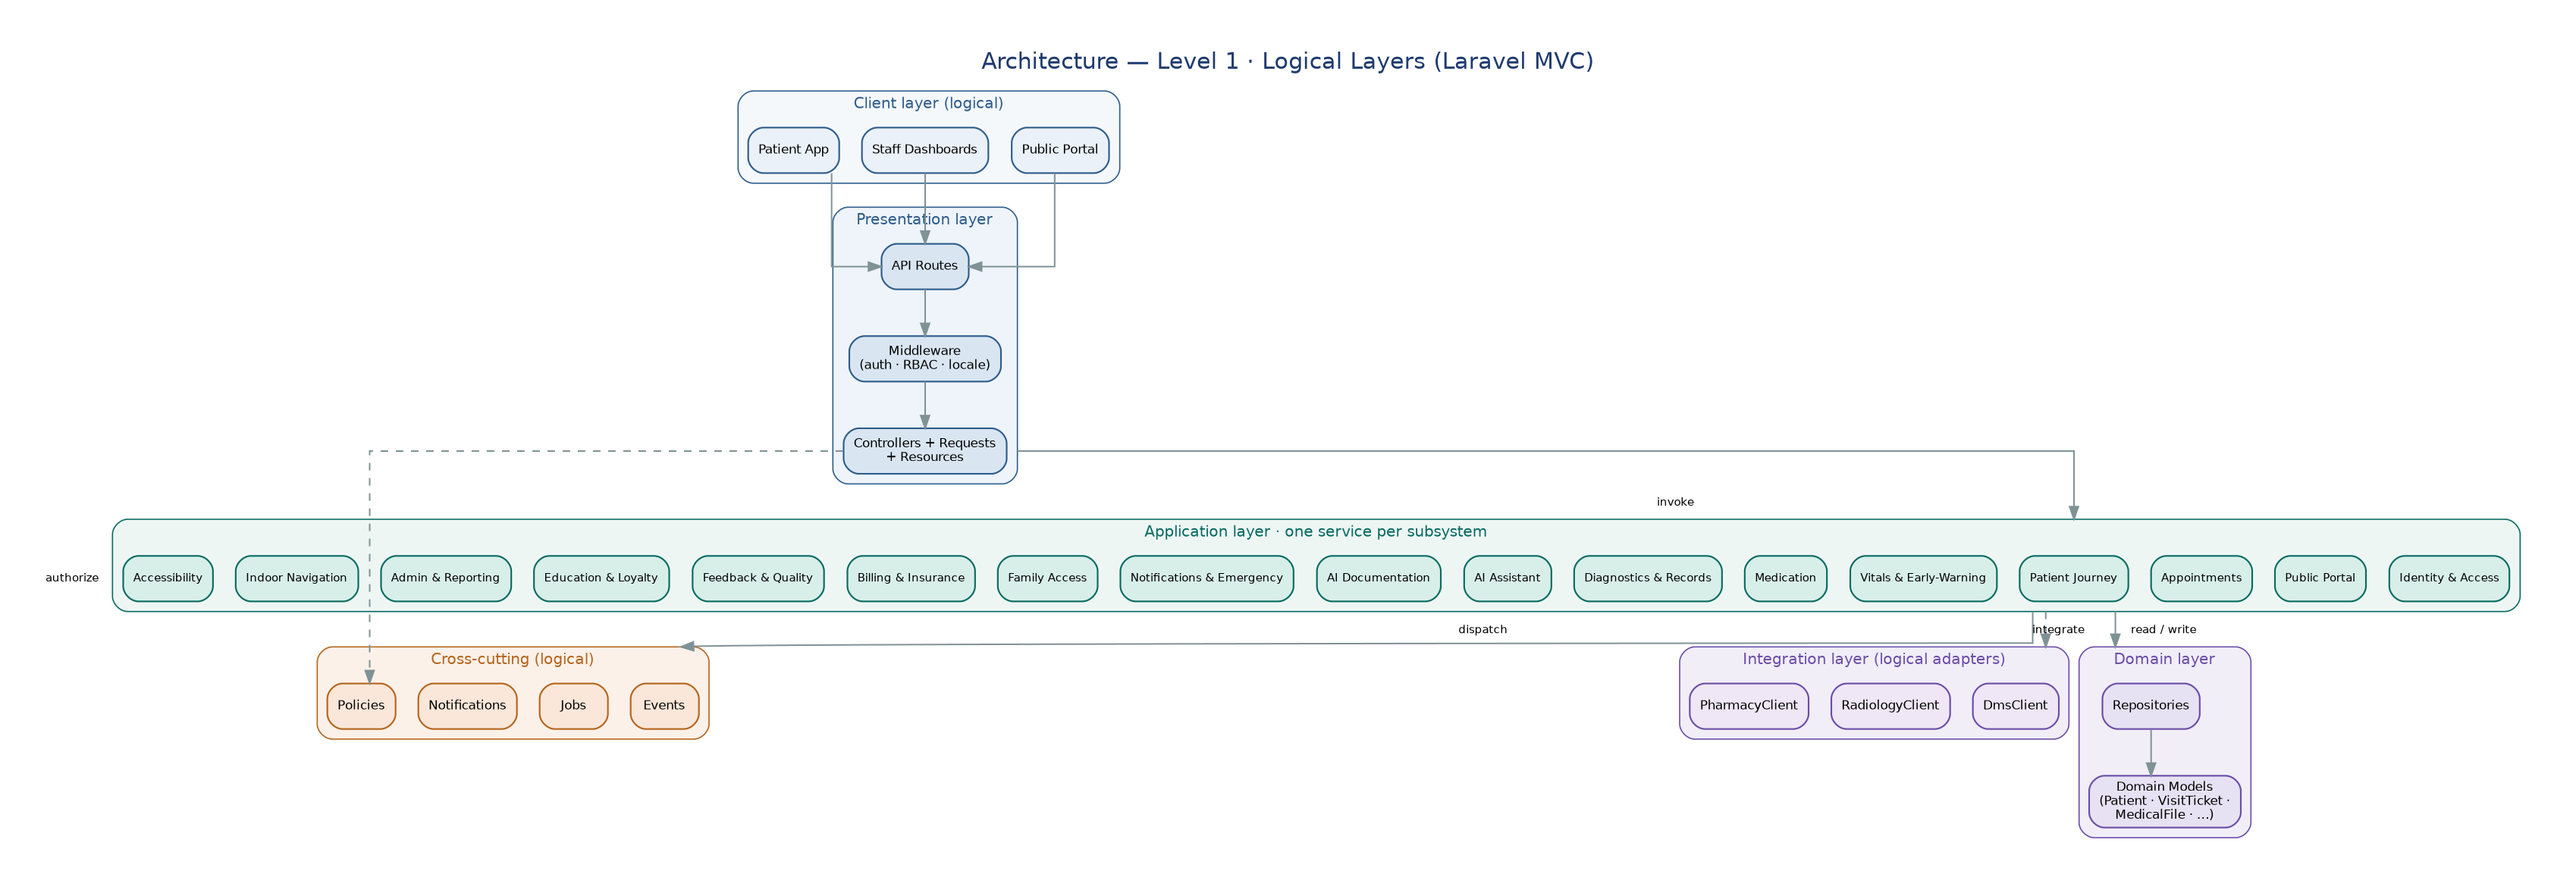 Architecture — Level 1 · Logical Layers (Laravel MVC)
Client layer (logical)
Patient App
Staff Dashboards
Public Portal
Presentation layer
API Routes
Middleware
(auth · RBAC · locale)
Controllers + Requests
+ Resources
invoke
Application layer · one service per subsystem
authorize
Accessibility
Indoor Navigation
Admin & Reporting
Education & Loyalty
Feedback & Quality
Billing & Insurance
Family Access
Notifications & Emergency
AI Documentation
AI Assistant
Diagnostics & Records
Medication
Vitals & Early-Warning
Patient Journey
Appointments
Public Portal
Identity & Access
dispatch
integrate
read / write
Cross-cutting (logical)
Policies
Notifications
Jobs
Events
Integration layer (logical adapters)
PharmacyClient
RadiologyClient
DmsClient
Domain layer
Repositories
Domain Models
(Patient · VisitTicket ·
MedicalFile · ...)